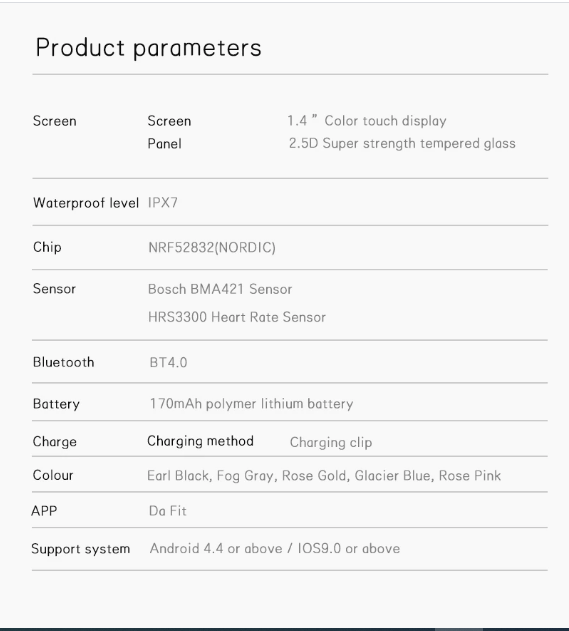 Product parameters
Screen Screen 1.4 ” Color touch display
Panel 2.5D Super strength tempered glass
Waterproof level IPX7
Chip NRF52832(NORDIC)
Sensor Bosch BMA421 Sensor
HRS3300 Heart Rate Sensor
Bluetooth BT4.0
Battery 170mAh polymer lithium battery
Charge Charging method Charging clip
Colour Earl Black, Fog Gray, Rose Gold, Glacier Blue, Rose Pink
APP Da Fit
Support system Android 4.4 or above / IOS9.0 or above